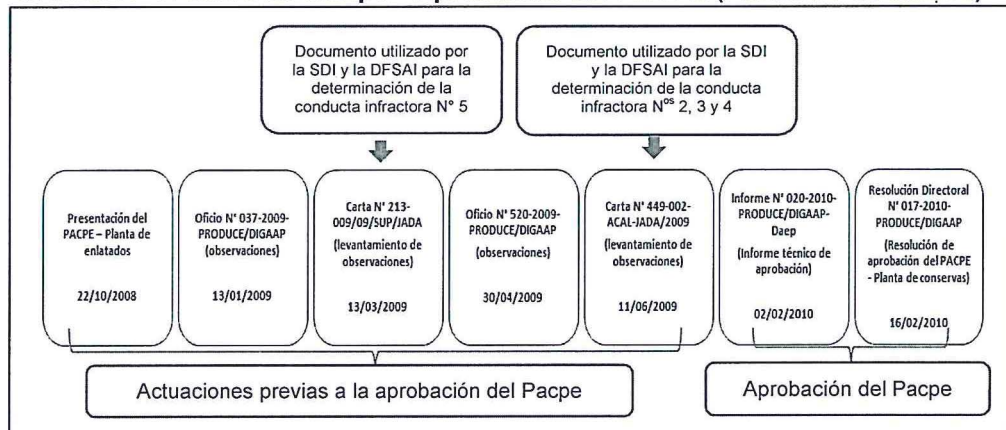 Documento utilizado por
la SDI y la DFSAI para la
determinación de la
conducta infractora N° 5
Documento utilizado por la SDI
y la DFSAI para la
determinación de la conducta
infractora Nos 2, 3 y 4
Presentación del
PACPE – Planta de
enlatados
22/10/2008
Oficio N° 037-2009-
PRODUCE/DIGAAP
(observaciones)
13/01/2009
Carta N° 213-
009/09/SUP/JADA
(levantamiento de
observaciones)
13/03/2009
Oficio N° 520-2009-
PRODUCE/DIGAAP
(observaciones)
30/04/2009
Carta N° 449-002-
ACAL-JADA/2009
(levantamiento de
observaciones)
11/06/2009
Informe N° 020-2010-
PRODUCE/DIGAAP-
Daep
(Informe técnico de
aprobación)
02/02/2010
Resolución Directoral
N° 017-2010-
PRODUCE/DIGAAP
(Resolución de
aprobación del PACPE
- Planta de conservas)
16/02/2010
Actuaciones previas a la aprobación del Pacpe
Aprobación del Pacpe